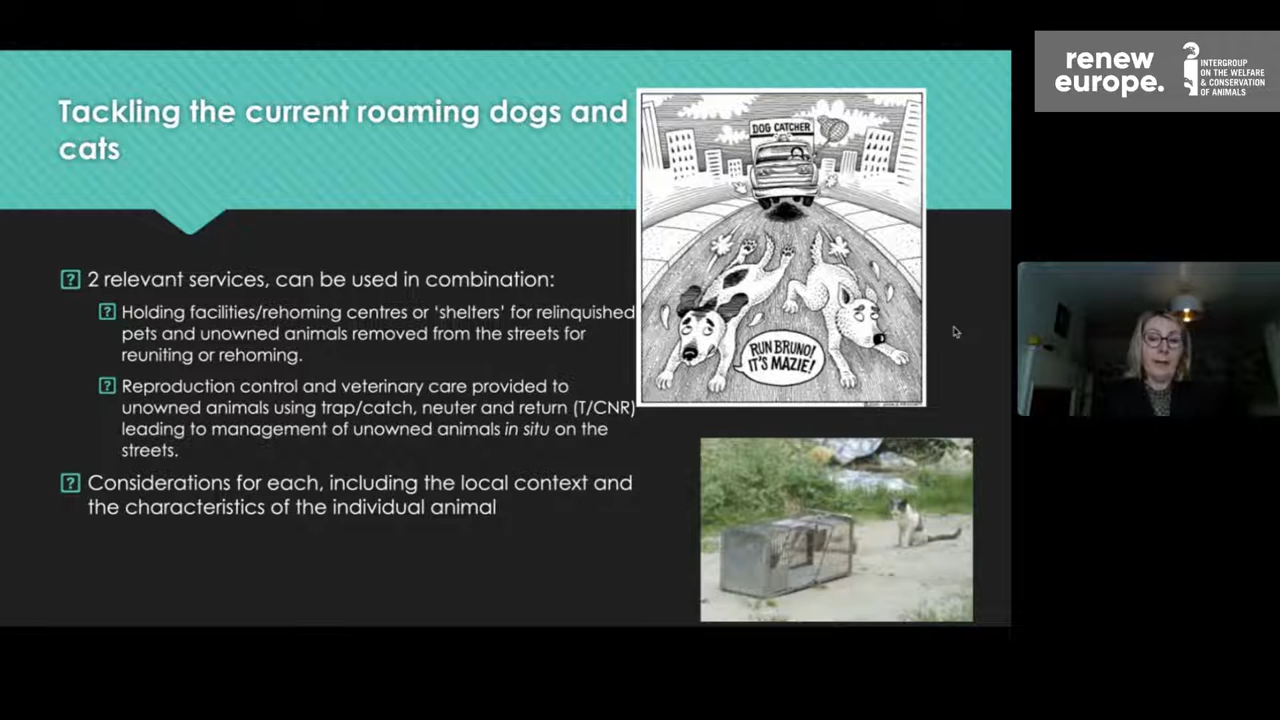 Tackling the current roaming dogs and
cats
2 relevant services, can be used in combination:
Holding facilities/rehoming centres or 'shelters' for relinquished
pets and unowned animals removed from the streets for
reuniting or rehoming.
Reproduction control and veterinary care provided to
unowned animals using trap/catch, neuter and return (T/CNR)
leading to management of unowned animals in situ on the
streets.
Considerations for each, including the local context and
the characteristics of the individual animal
DOG CATCHER
RUN BRUNO!
IT'S MAZIE!
renew
europe.
INTERGROUP
ON THE WELFARE
& CONSERVATION
OF ANIMALS